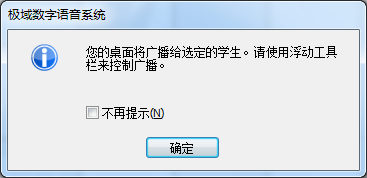 极域数字语音系统
您的桌面将广播给选定的学生。请使用浮动工具
栏来控制广播。
不再提示(N)
确定